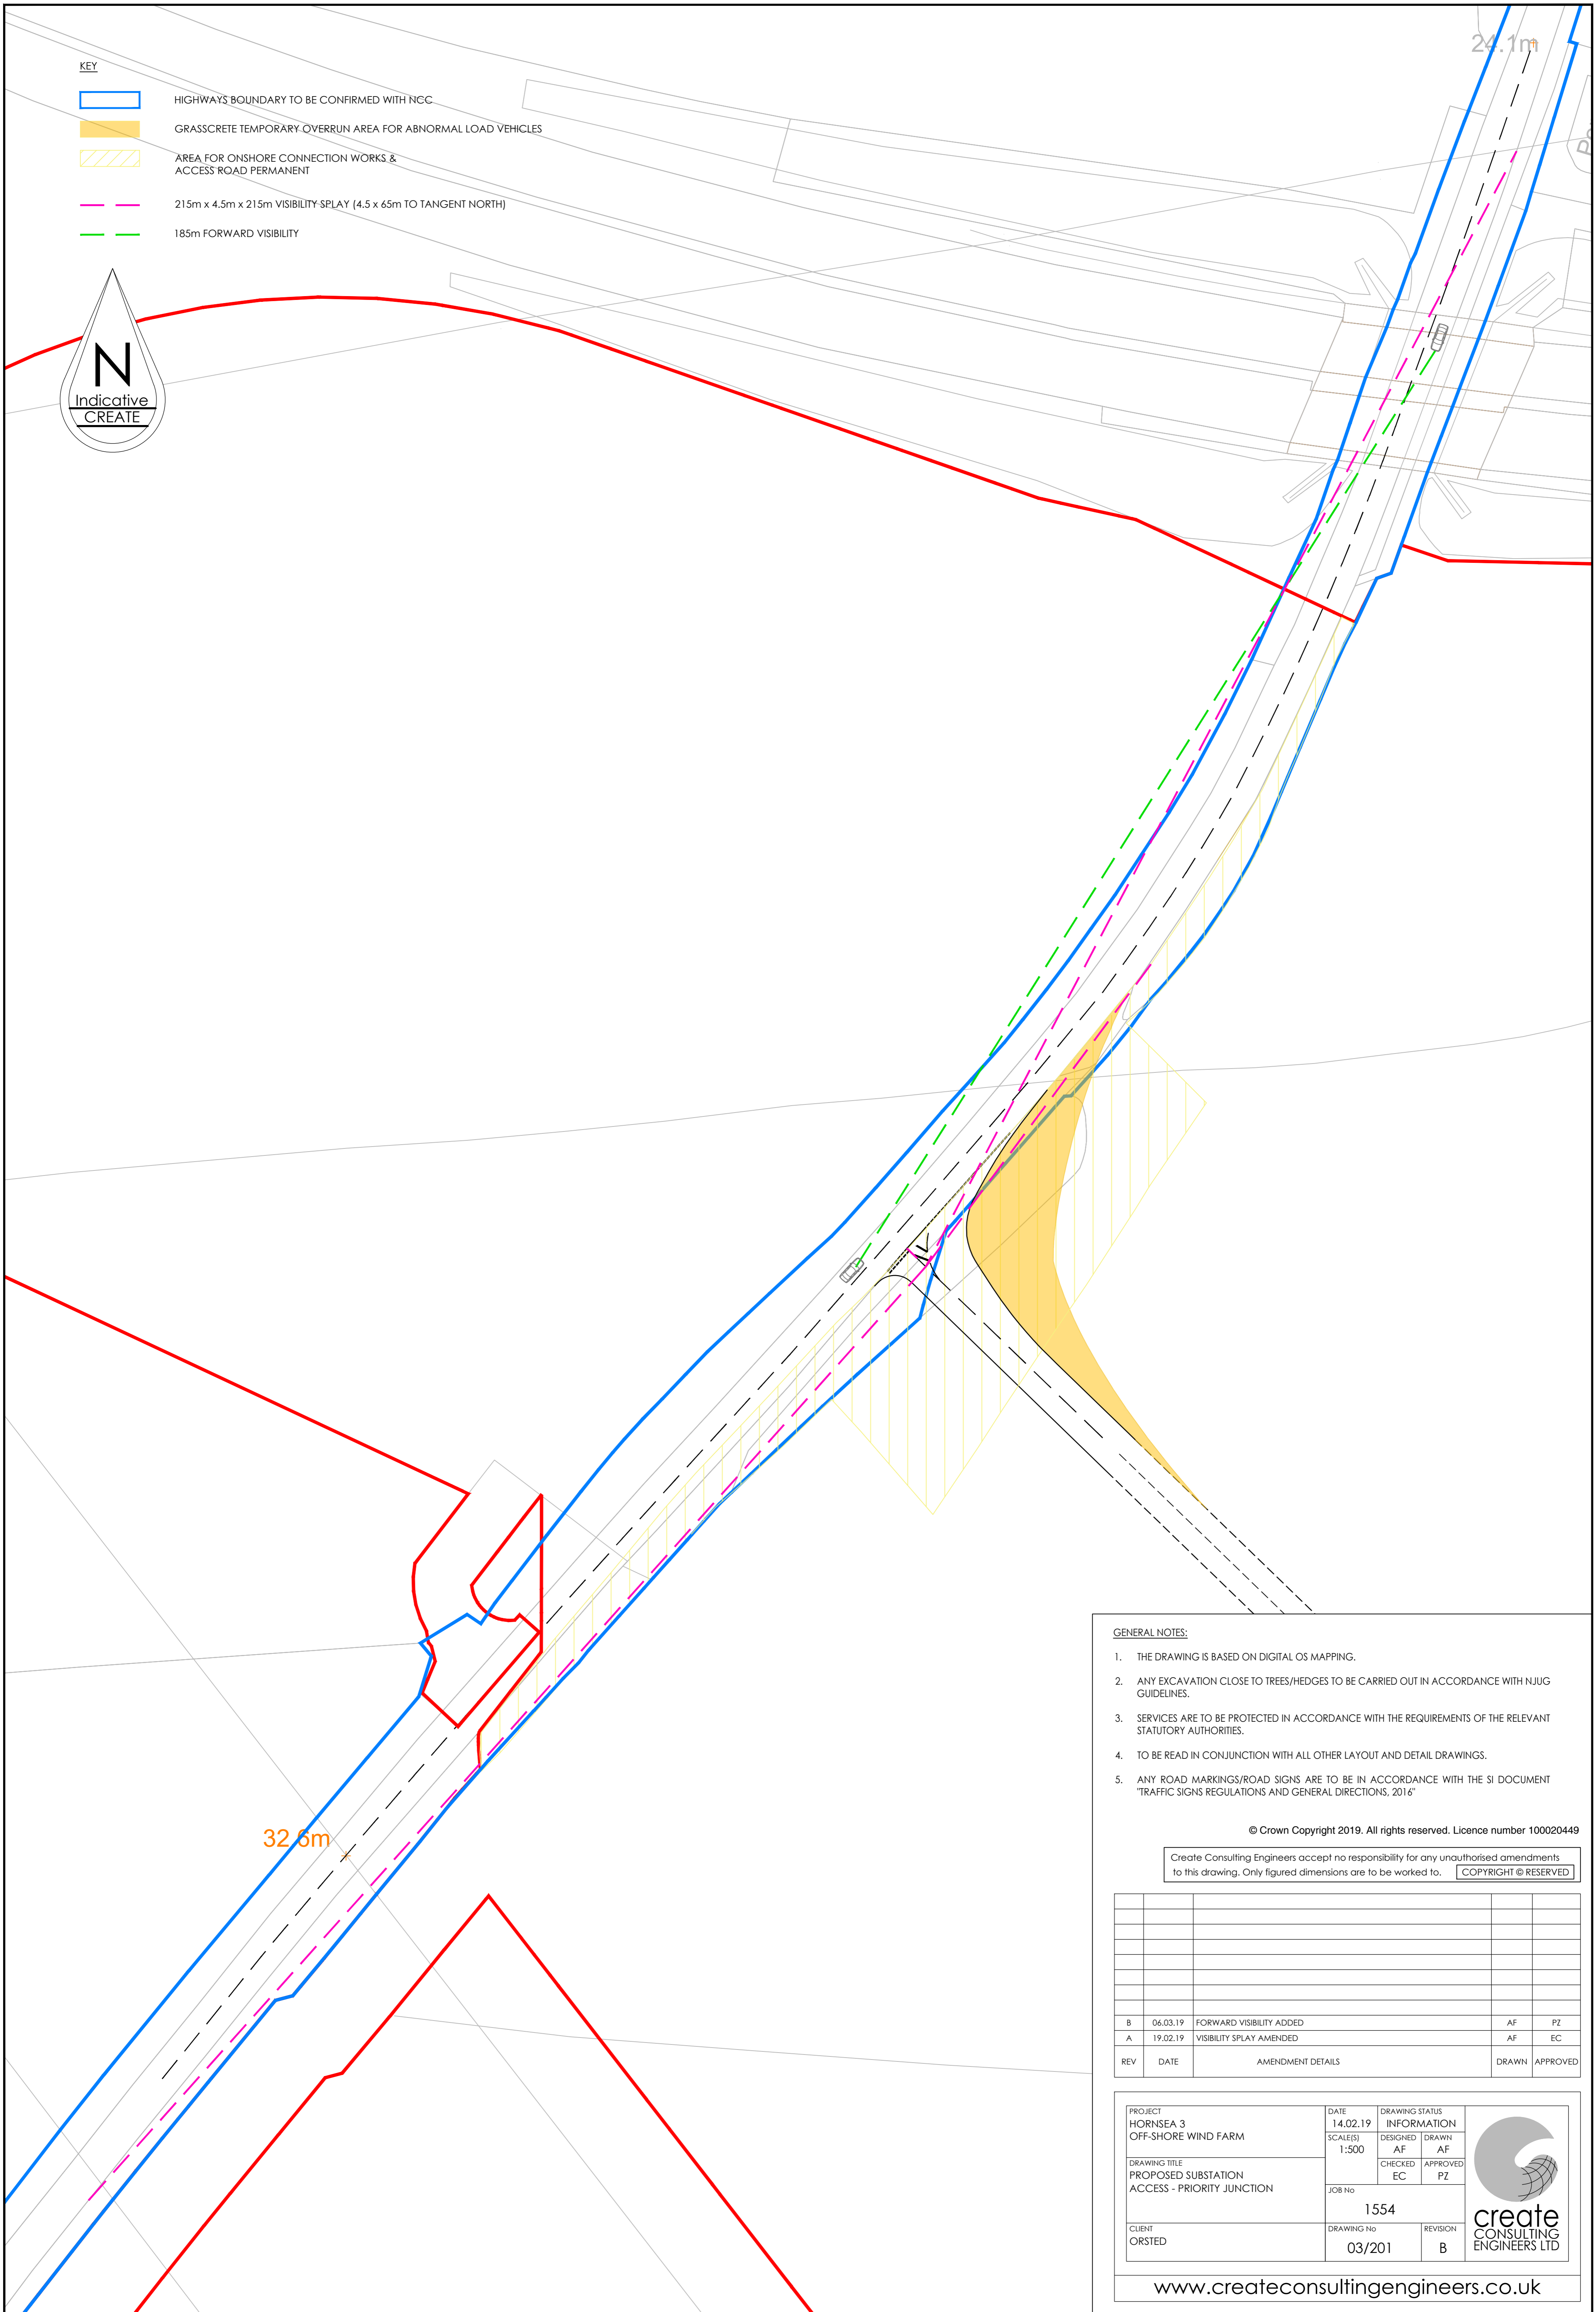 24.1m
KEY
HIGHWAYS BOUNDARY TO BE CONFIRMED WITH NCC
GRASSCRETE TEMPORARY OVERRUN AREA FOR ABNORMAL LOAD VEHICLES
AREA FOR ONSHORE CONNECTION WORKS &
ACCESS ROAD PERMANENT
215m x 4.5m x 215m VISIBILITY SPLAY (4.5 x 65m TO TANGENT NORTH)
185m FORWARD VISIBILITY
N
Indicative
CREATE
32.6m
GENERAL NOTES:
1. THE DRAWING IS BASED ON DIGITAL OS MAPPING.
2. ANY EXCAVATION CLOSE TO TREES/HEDGES TO BE CARRIED OUT IN ACCORDANCE WITH NJUG
GUIDELINES.
3. SERVICES ARE TO BE PROTECTED IN ACCORDANCE WITH THE REQUIREMENTS OF THE RELEVANT
STATUTORY AUTHORITIES.
4. TO BE READ IN CONJUNCTION WITH ALL OTHER LAYOUT AND DETAIL DRAWINGS.
5. ANY ROAD MARKINGS/ROAD SIGNS ARE TO BE IN ACCORDANCE WITH THE SI DOCUMENT
"TRAFFIC SIGNS REGULATIONS AND GENERAL DIRECTIONS, 2016"
© Crown Copyright 2019. All rights reserved. Licence number 100020449
Create Consulting Engineers accept no responsibility for any unauthorised amendments
to this drawing. Only figured dimensions are to be worked to. COPYRIGHT © RESERVED
B 06.03.19 FORWARD VISIBILITY ADDED AF PZ
A 19.02.19 VISIBILITY SPLAY AMENDED AF EC
REV DATE AMENDMENT DETAILS DRAWN APPROVED
PROJECT
HORNSEA 3
OFF-SHORE WIND FARM
DATE
14.02.19
DRAWING STATUS
INFORMATION
SCALE(S)
1:500
DESIGNED
AF
DRAWN
AF
CHECKED
EC
APPROVED
PZ
DRAWING TITLE
PROPOSED SUBSTATION
ACCESS - PRIORITY JUNCTION
JOB No
1554
CLIENT
ORSTED
DRAWING No
03/201
REVISION
B
create
CONSULTING
ENGINEERS LTD
www.createconsultingengineers.co.uk